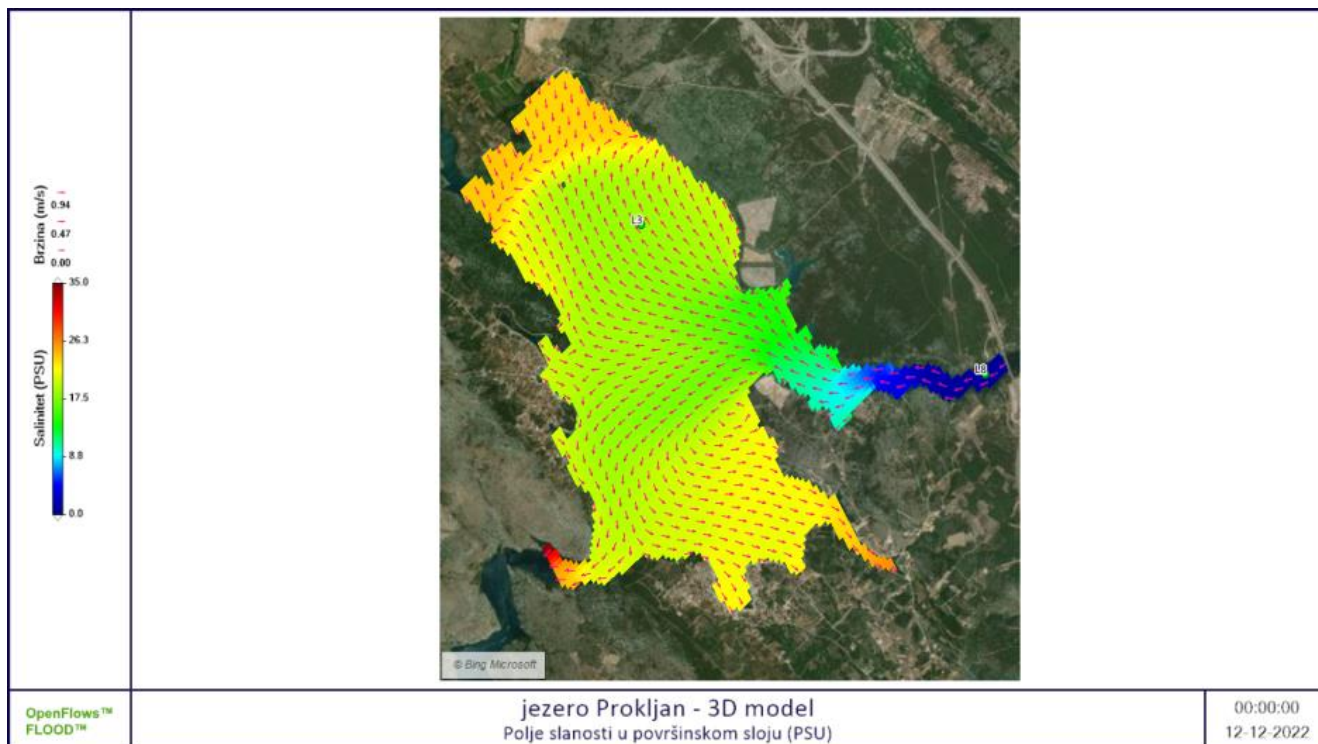 Brzina (m/s)
0.94
0.47
0.00
Salinitet (PSU)
35.0
26.3
17.5
8.8
0.0
L3
L8
© Bing Microsoft
OpenFlows™
FLOOD™
jezero Prokljan - 3D model
Polje slanosti u površinskom sloju (PSU)
00:00:00
12-12-2022